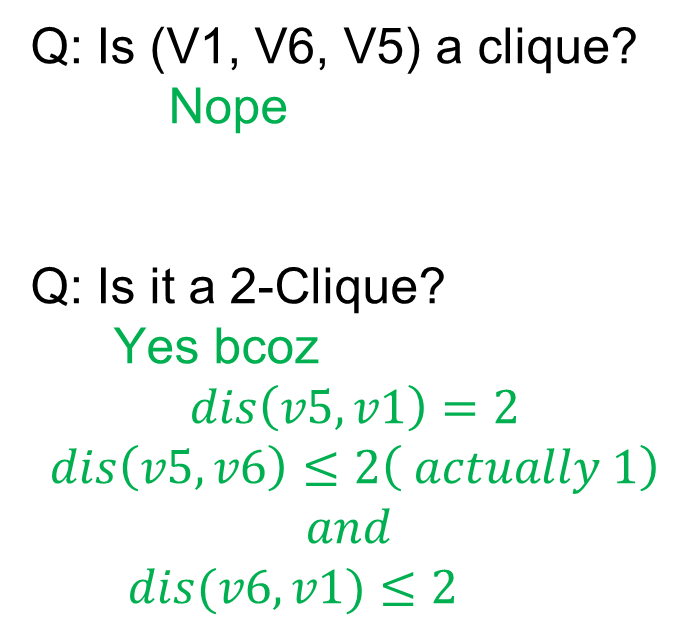 Q: Is (V1, V6, V5) a clique?
Nope
Q: Is it a 2-Clique?
Yes bcoz
dis(v5, v1) = 2
dis(v5, v6) ≤ 2( actually 1)
and
dis(v6, v1) ≤ 2